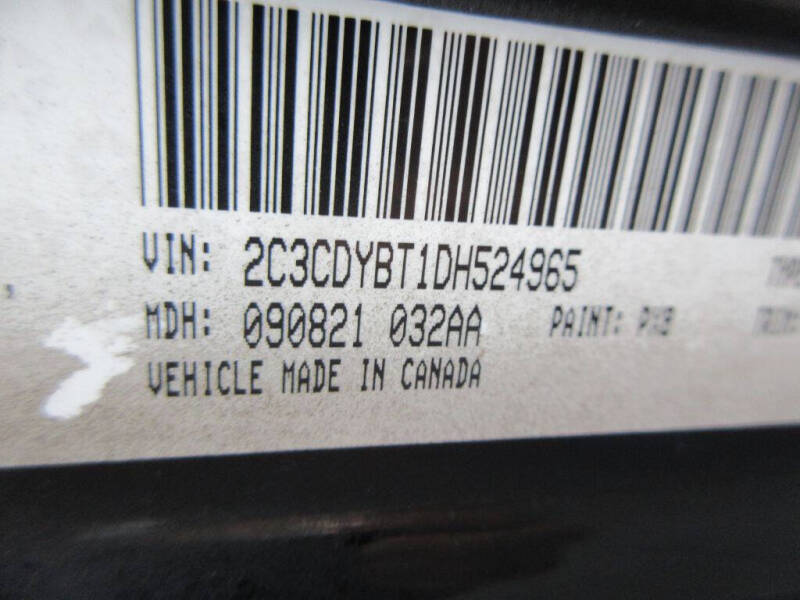 VIN: 2C3CDYBT1DH524965
MDH: 090821 032AA PAINT: PXB
VEHICLE MADE IN CANADA